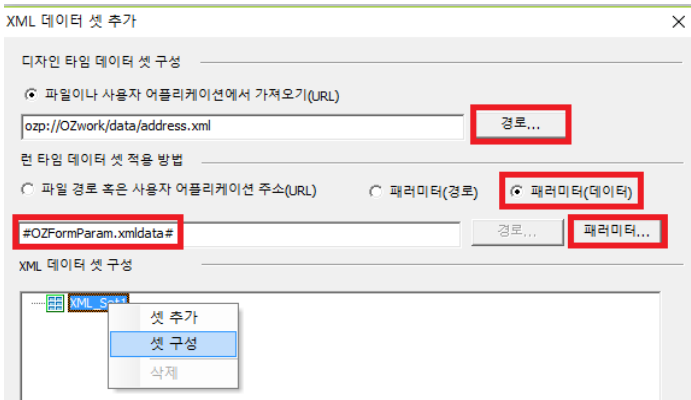 XML 데이터 셋 추가
디자인 타임 데이터 셋 구성
파일이나 사용자 어플리케이션에서 가져오기(URL)
ozp://OZwork/data/address.xml 경로...
런 타임 데이터 셋 적용 방법
파일 경로 혹은 사용자 어플리케이션 주소(URL) 패러미터(경로) 패러미터(데이터)
#OZFormParam.xmldata# 경로... 패러미터...
XML 데이터 셋 구성
XML_Set1
셋 추가
셋 구성
삭제